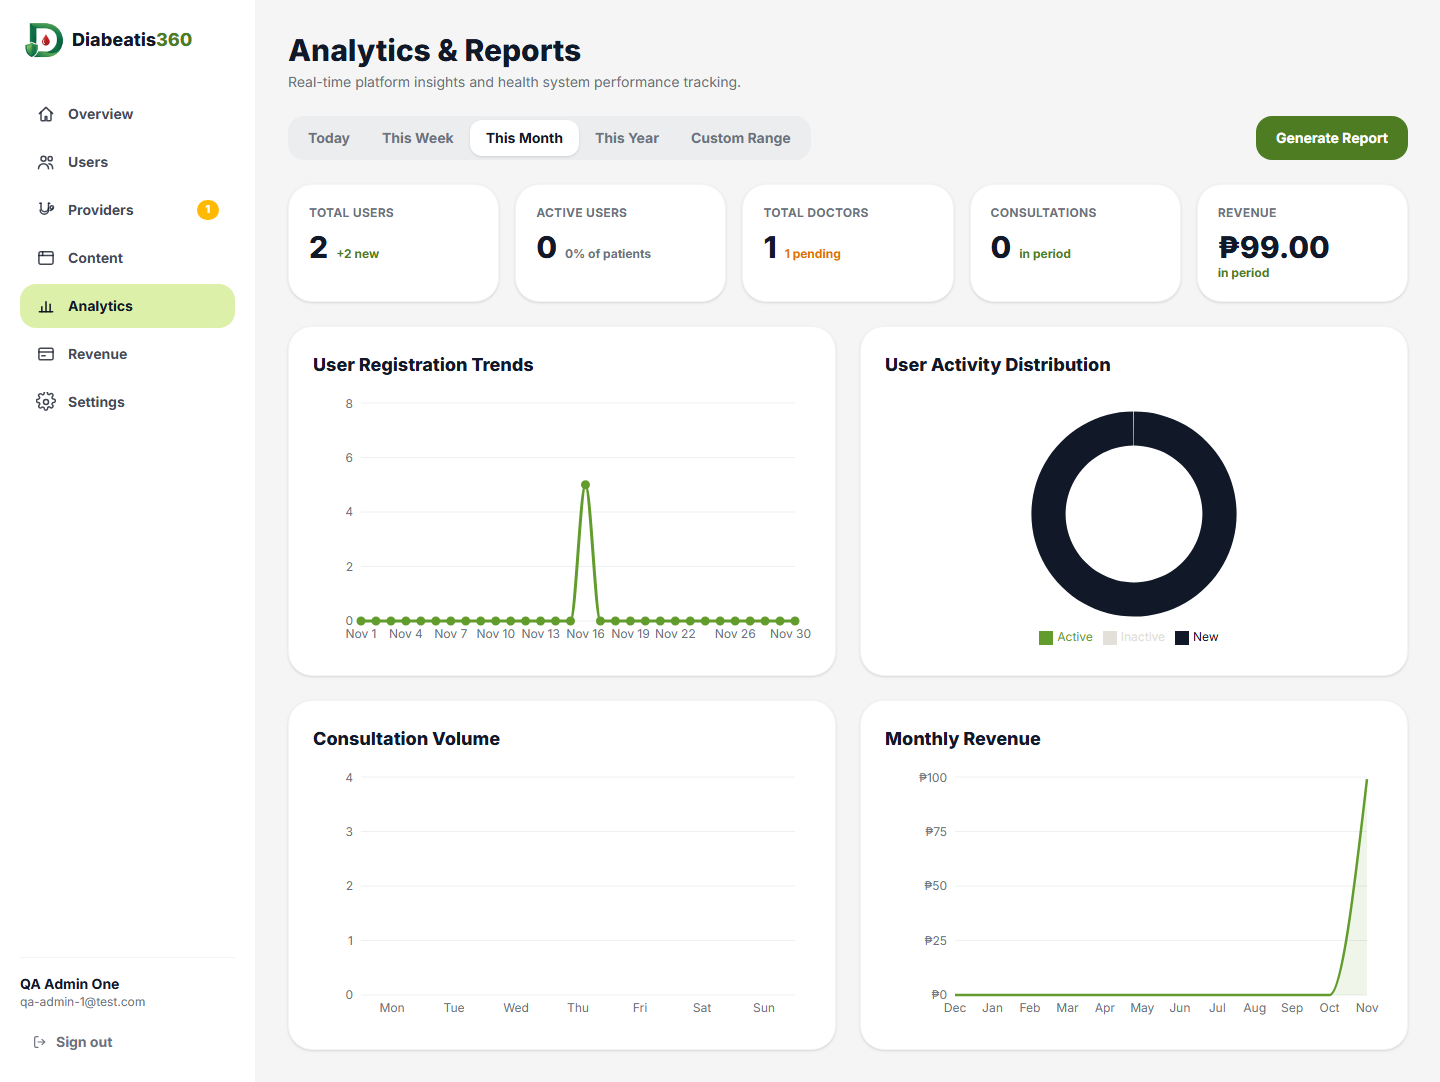 Diabeatis360
Overview
Users
Providers 1
Content
Analytics
Revenue
Settings
QA Admin One
qa-admin-1@test.com
Sign out
Analytics & Reports
Real-time platform insights and health system performance tracking.
Today This Week This Month This Year Custom Range
Generate Report
TOTAL USERS
2 +2 new
ACTIVE USERS
0 0% of patients
TOTAL DOCTORS
1 1 pending
CONSULTATIONS
0 in period
REVENUE
₱99.00
in period
User Registration Trends
8
6
4
2
0
Nov 1 Nov 4 Nov 7 Nov 10 Nov 13 Nov 16 Nov 19 Nov 22 Nov 26 Nov 30
User Activity Distribution
Active Inactive New
Consultation Volume
4
3
2
1
0
Mon Tue Wed Thu Fri Sat Sun
Monthly Revenue
₱100
₱75
₱50
₱25
₱0
Dec Jan Feb Mar Apr May Jun Jul Aug Sep Oct Nov